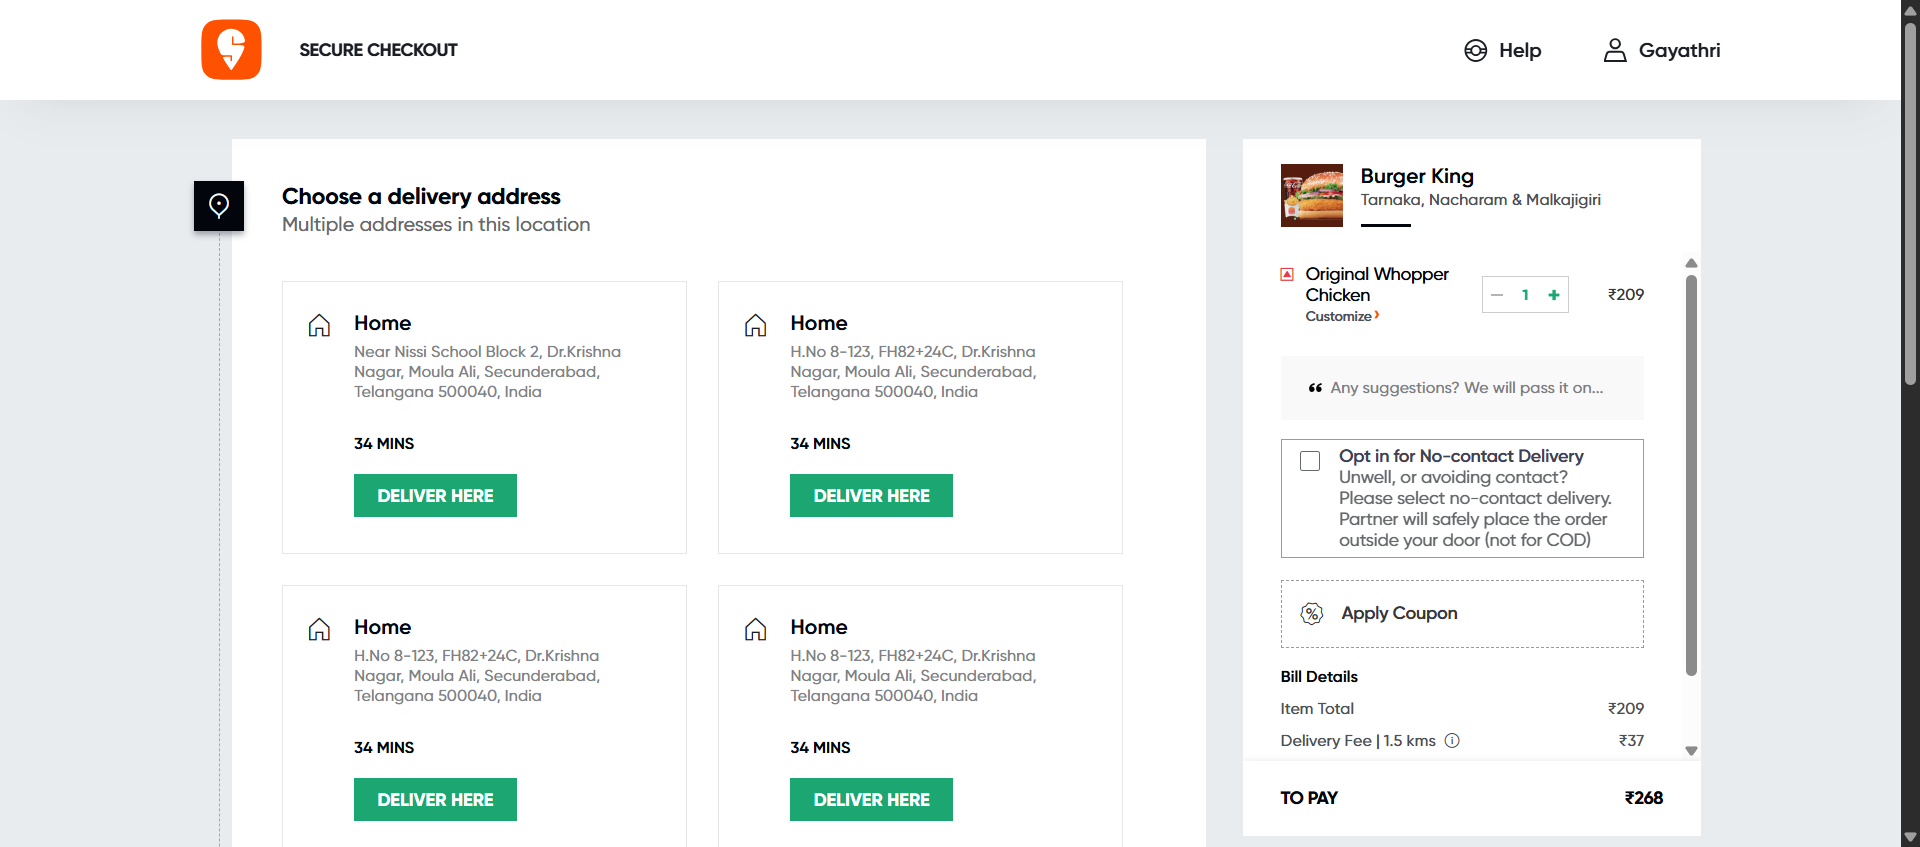 SECURE CHECKOUT
Help
Gayathri
Choose a delivery address
Multiple addresses in this location
Home
Near Nissi School Block 2, Dr.Krishna
Nagar, Moula Ali, Secunderabad,
Telangana 500040, India
34 MINS
DELIVER HERE
Home
H.No 8-123, FH82+24C, Dr.Krishna
Nagar, Moula Ali, Secunderabad,
Telangana 500040, India
34 MINS
DELIVER HERE
Home
H.No 8-123, FH82+24C, Dr.Krishna
Nagar, Moula Ali, Secunderabad,
Telangana 500040, India
34 MINS
DELIVER HERE
Home
H.No 8-123, FH82+24C, Dr.Krishna
Nagar, Moula Ali, Secunderabad,
Telangana 500040, India
34 MINS
DELIVER HERE
Burger King
Tarnaka, Nacharam & Malkajigiri
Original Whopper
Chicken
Customize ›
− 1 +
₹209
❝ Any suggestions? We will pass it on...
Opt in for No-contact Delivery
Unwell, or avoiding contact?
Please select no-contact delivery.
Partner will safely place the order
outside your door (not for COD)
Apply Coupon
Bill Details
Item Total ₹209
Delivery Fee | 1.5 kms ₹37
TO PAY ₹268